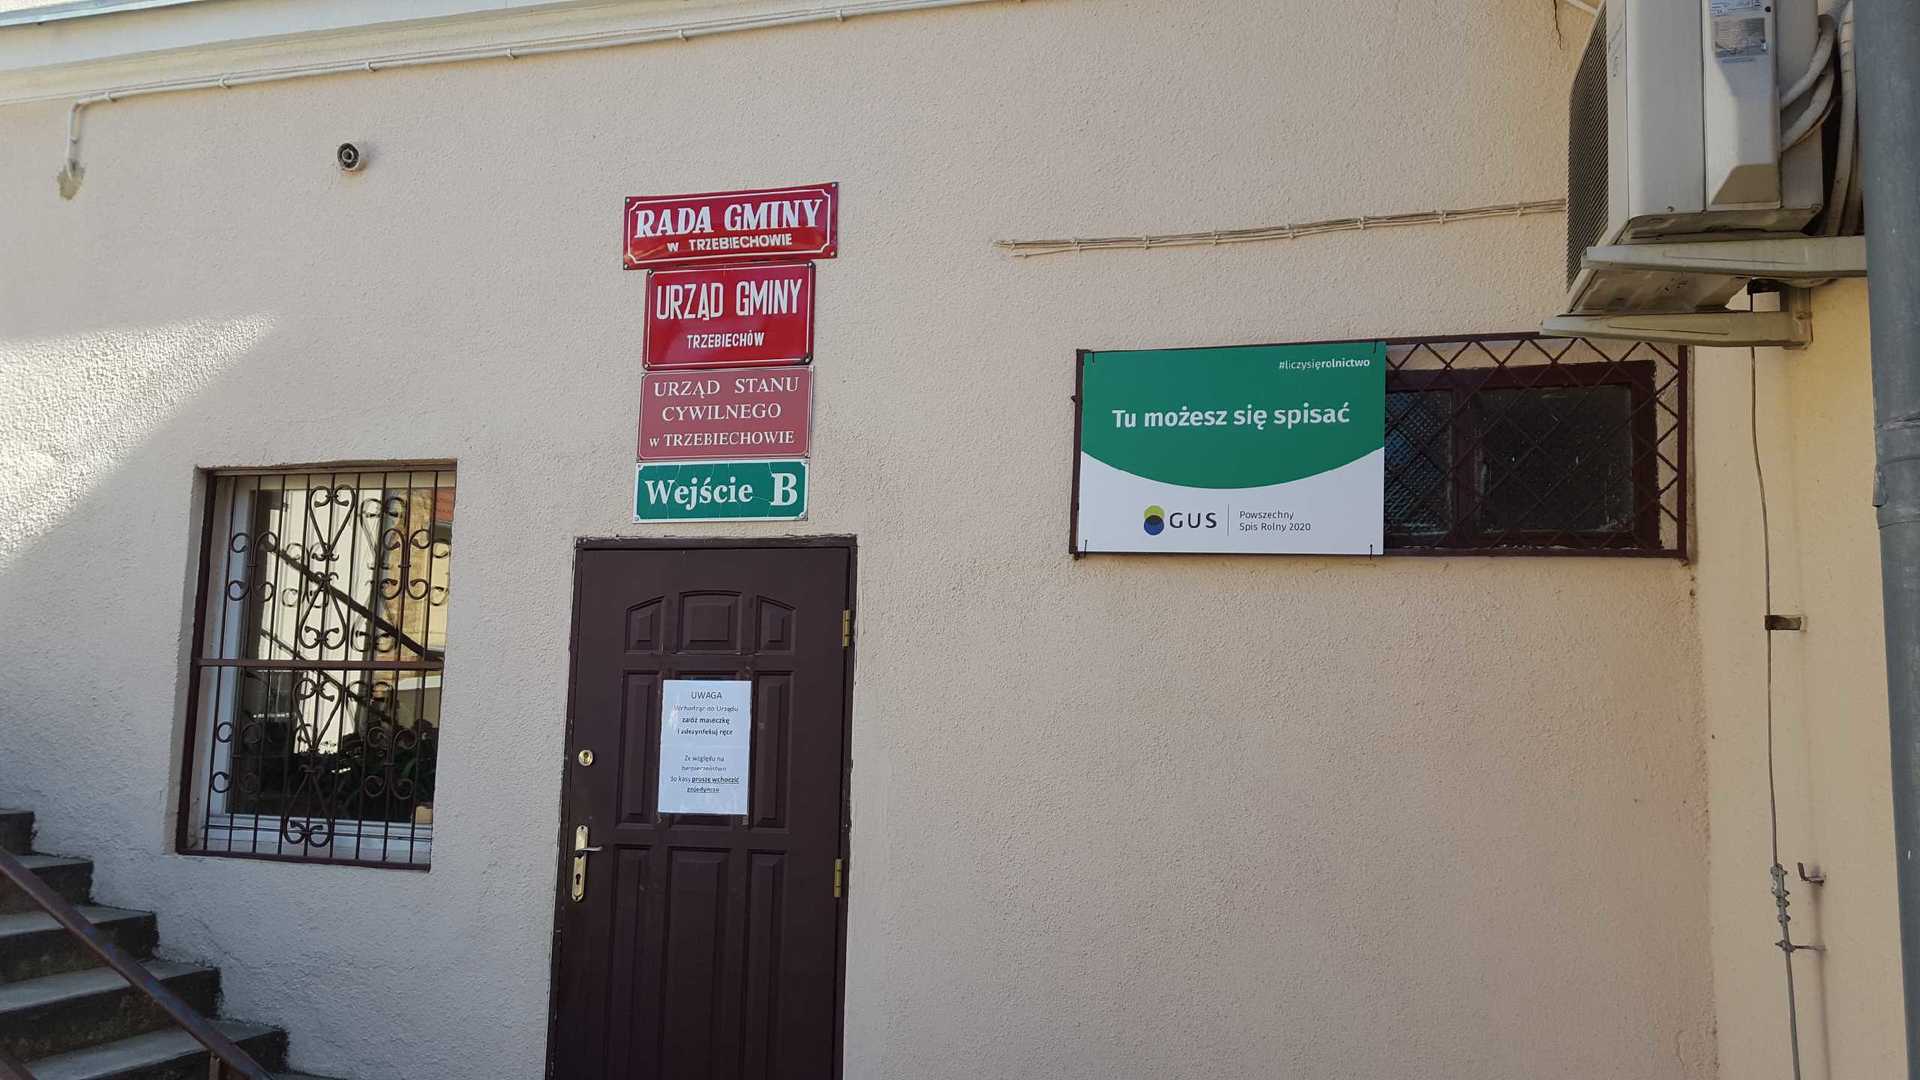 RADA GMINY
W TRZEBIECHOWIE
URZĄD GMINY
TRZEBIECHÓW
URZĄD STANU
CYWILNEGO
w TRZEBIECHOWIE
Wejście B
UWAGA
Wchodząc do Urzędu
załóż maseczkę
i zdezynfekuj ręce
Ze względu na
bezpieczeństwo
do kasy proszę wchodzić
pojedynczo
#liczysięrolnictwo
Tu możesz się spisać
GUS
Powszechny
Spis Rolny 2020